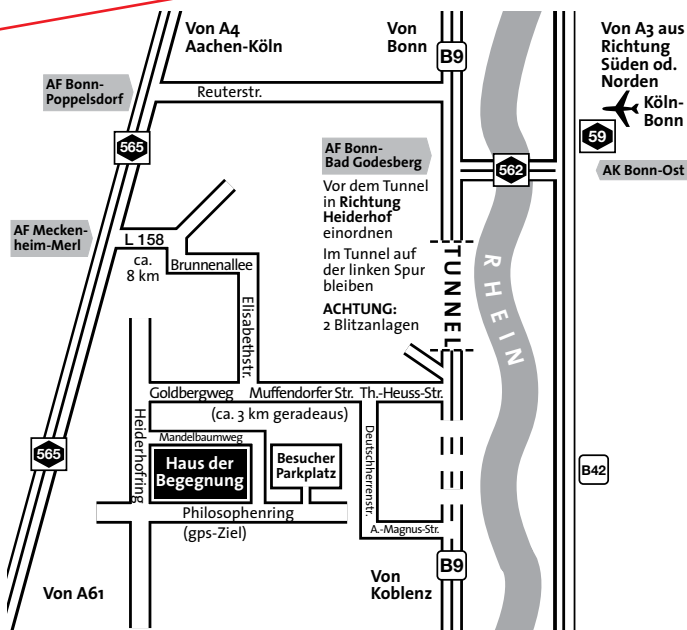 Von A4
Aachen-Köln
Von
Bonn
B9
Von A3 aus
Richtung
Süden od.
Norden
Köln-
Bonn
59
AK Bonn-Ost
AF Bonn-
Poppelsdorf
Reuterstr.
565
AF Bonn-
Bad Godesberg
562
Vor dem Tunnel
in Richtung
Heiderhof
einordnen
Im Tunnel auf
der linken Spur
bleiben
ACHTUNG:
2 Blitzanlagen
TUNNEL
RHEIN
AF Mecken-
heim-Merl
L 158
ca.
8 km
Brunnenallee
Elisabethstr.
Goldbergweg
Muffendorfer Str.
Th.-Heuss-Str.
(ca. 3 km geradeaus)
Heiderhofring
Mandelbaumweg
Deutschherrenstr.
565
Haus der
Begegnung
Besucher
Parkplatz
B42
Philosophenring
(gps-Ziel)
A.-Magnus-Str.
Von A61
Von
Koblenz
B9